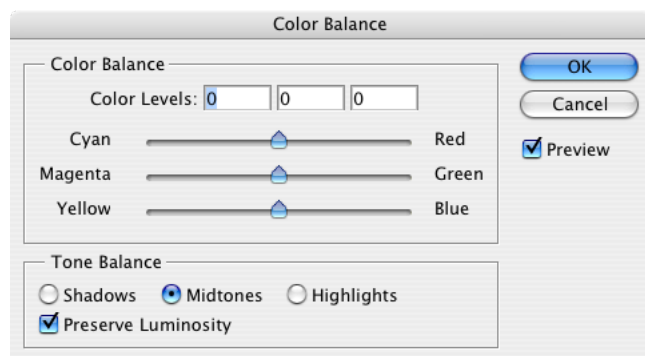 Color Balance
Color Balance
Color Levels: 0 0 0
Cyan Red
Magenta Green
Yellow Blue
Tone Balance
Shadows Midtones Highlights
Preserve Luminosity
OK
Cancel
Preview